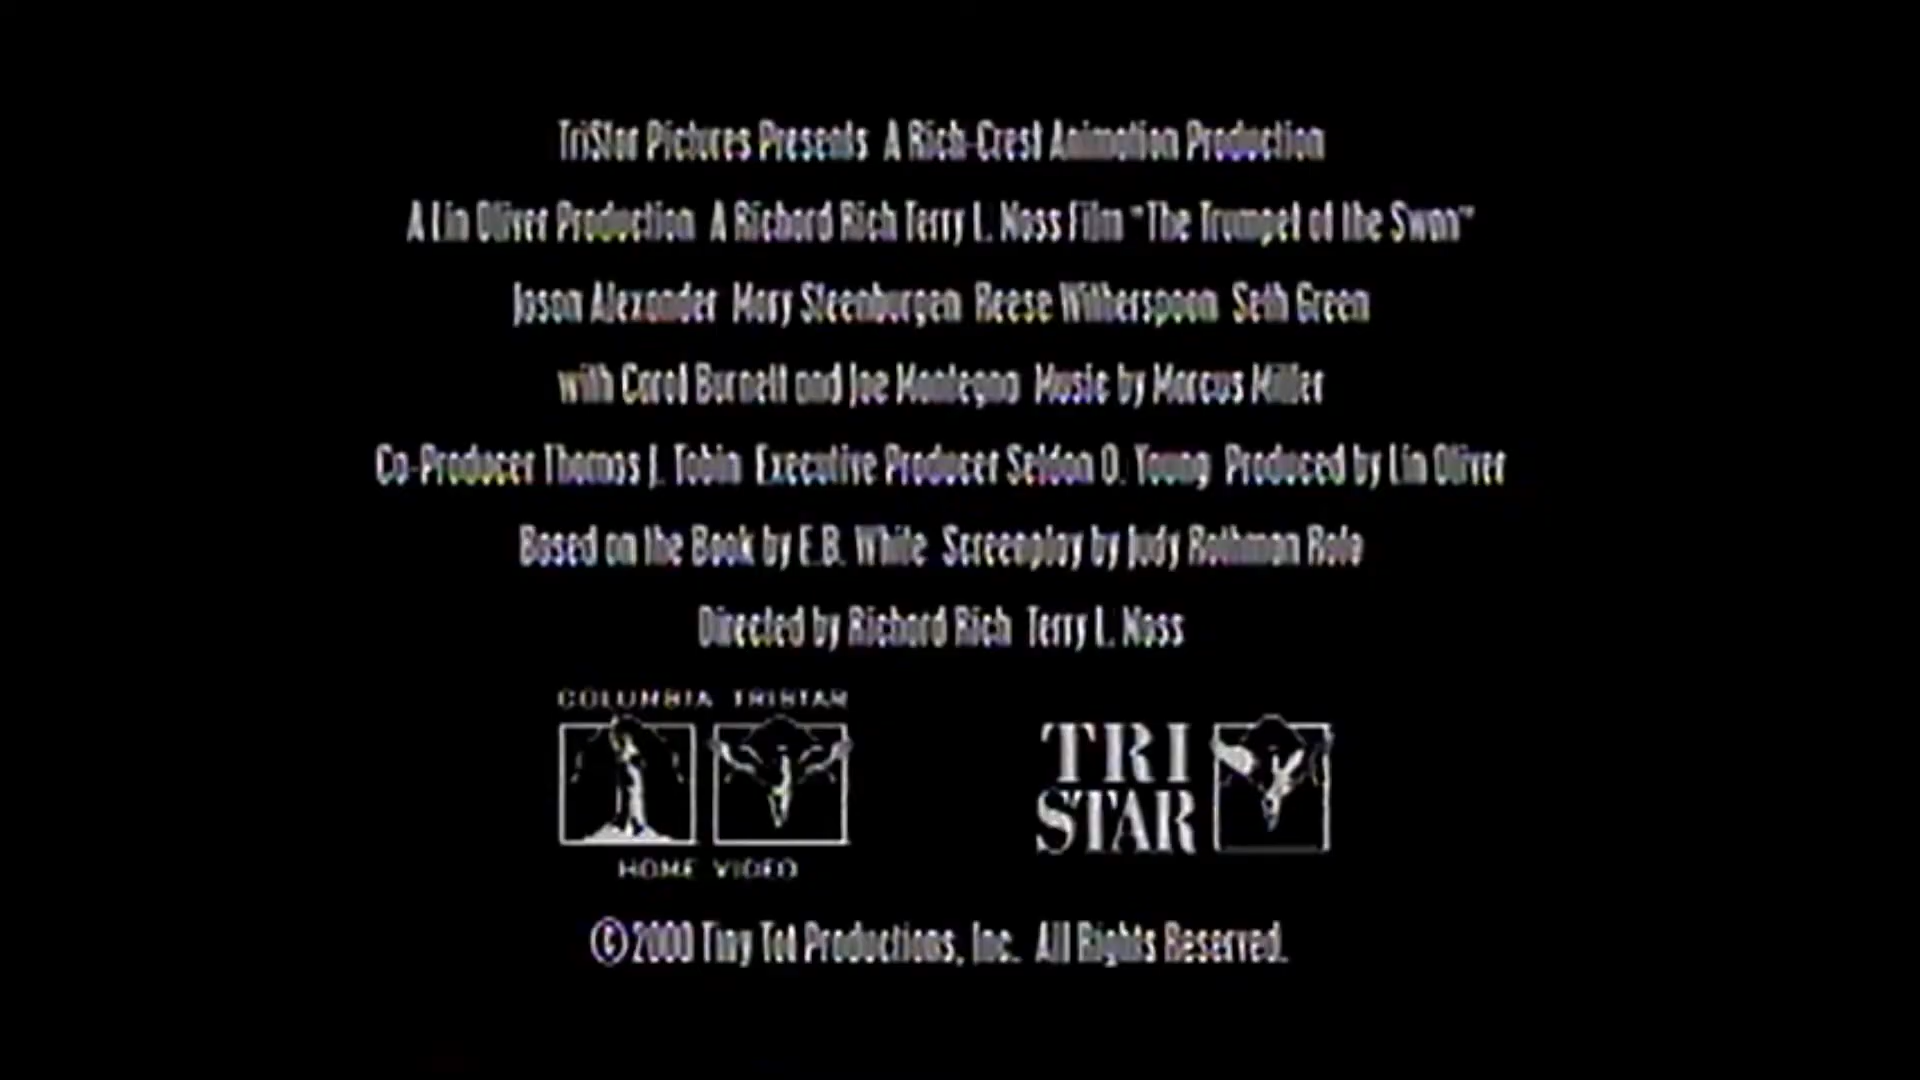 TriStar Pictures Presents A Rich-Crest Animation Production
A Lin Oliver Production A Richard Rich Terry L. Noss Film "The Trumpet of the Swan"
Jason Alexander Mary Steenburgen Reese Witherspoon Seth Green
with Carol Burnett and Joe Mantegna Music by Marcus Miller
Co-Producer Thomas J. Tobin Executive Producer Seldon O. Young Produced by Lin Oliver
Based on the Book by E.B. White Screenplay by Judy Rothman Rofe
Directed by Richard Rich Terry L. Noss
COLUMBIA TRISTAR
HOME VIDEO
TRI
STAR
©2000 Tiny Tot Productions, Inc. All Rights Reserved.